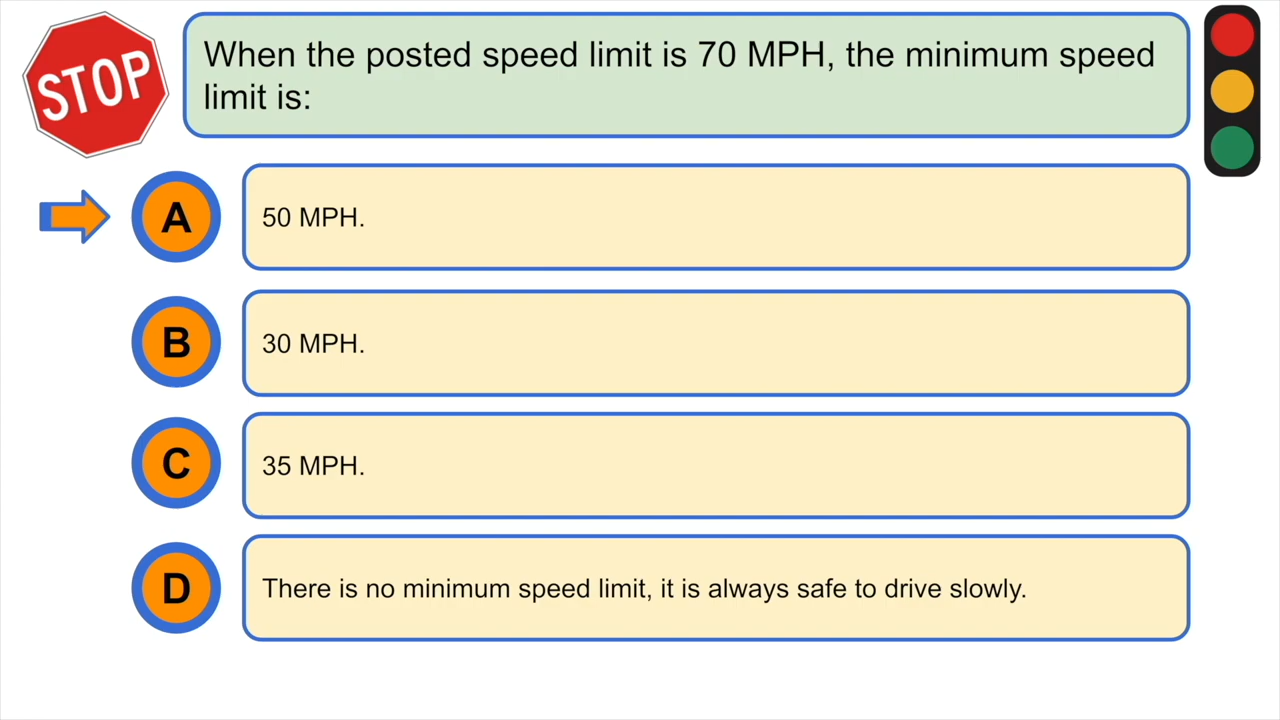 STOP
When the posted speed limit is 70 MPH, the minimum speed
limit is:
A
50 MPH.
B
30 MPH.
C
35 MPH.
D
There is no minimum speed limit, it is always safe to drive slowly.